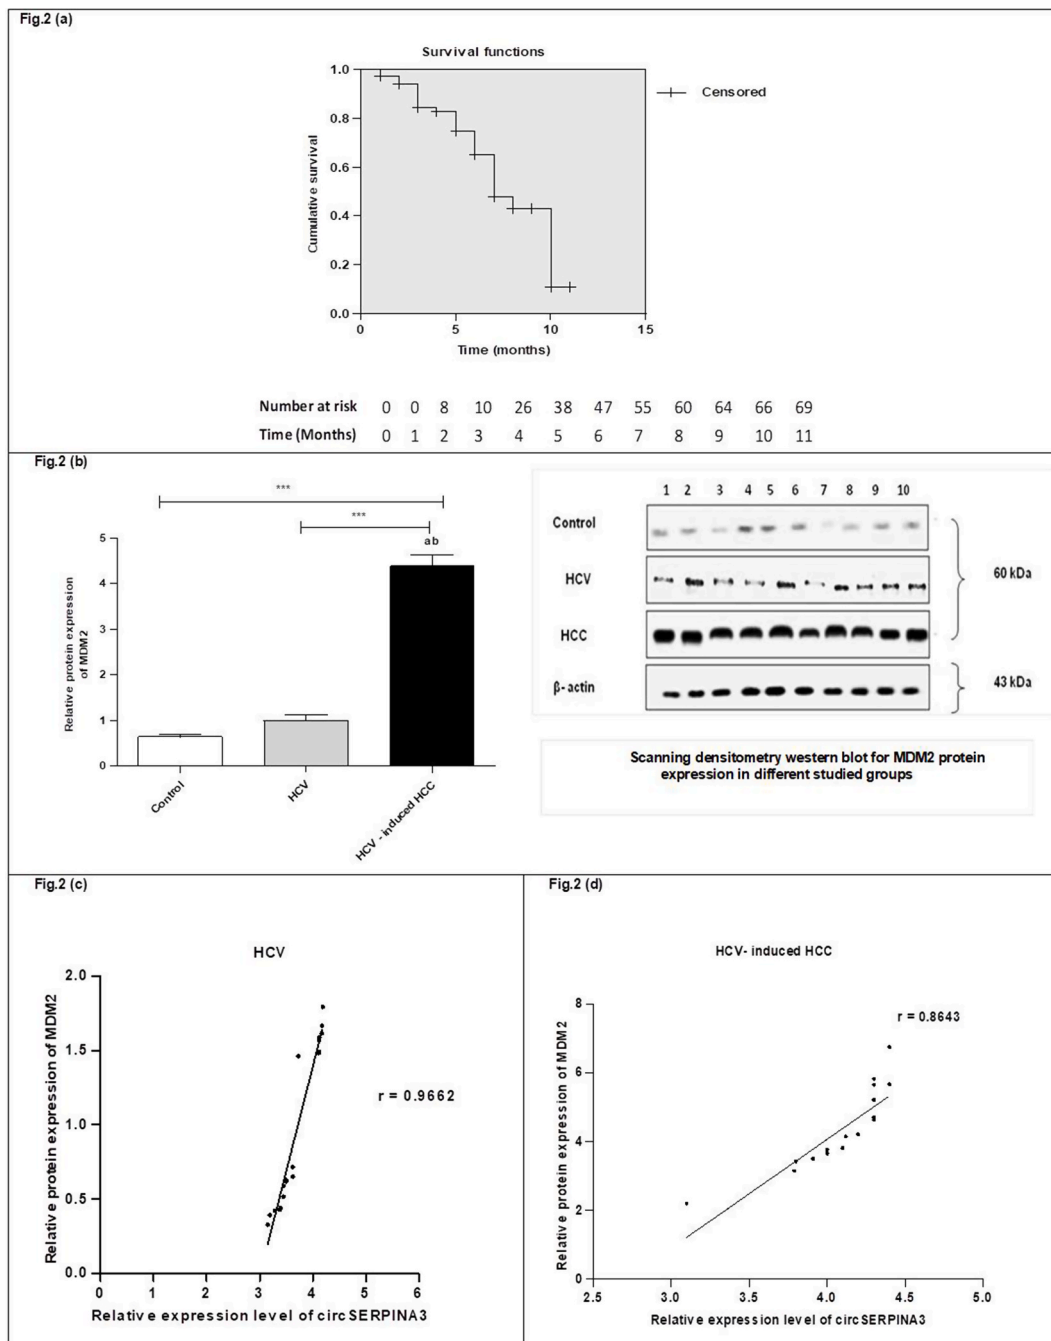 Fig.2 (a)
Survival functions
1.0
0.8
0.6
0.4
0.2
0.0
Cumulative survival
0 5 10 15
Time (months)
Censored
Number at risk 0 0 8 10 26 38 47 55 60 64 66 69
Time (Months) 0 1 2 3 4 5 6 7 8 9 10 11
Fig.2 (b)
***
***
ab
5
4
3
2
1
0
Relative protein expression
of MDM2
Control
HCV
HCV - induced HCC
1 2 3 4 5 6 7 8 9 10
Control
HCV
HCC
β- actin
60 kDa
43 kDa
Scanning densitometry western blot for MDM2 protein
expression in different studied groups
Fig.2 (c)
HCV
2.0
1.5
1.0
0.5
0.0
Relative protein expression of MDM2
r = 0.9662
0 1 2 3 4 5 6
Relative expression level of circSERPINA3
Fig.2 (d)
HCV- induced HCC
8
6
4
2
0
Relative protein expression of MDM2
r = 0.8643
2.5 3.0 3.5 4.0 4.5 5.0
Relative expression level of circSERPINA3